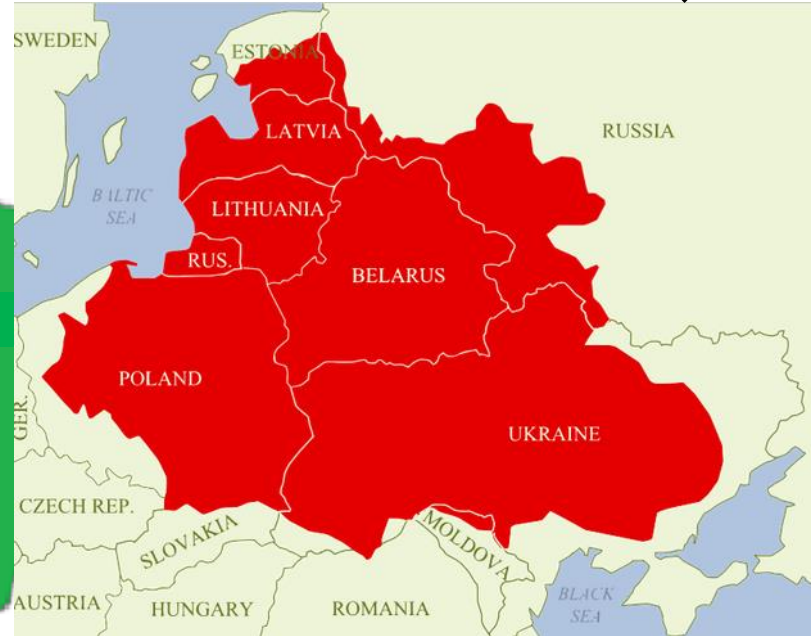 SWEDEN
ESTONIA
RUSSIA
LATVIA
BALTIC
SEA
LITHUANIA
RUS.
BELARUS
POLAND
GER.
UKRAINE
CZECH REP.
SLOVAKIA
MOLDOVA
AUSTRIA
HUNGARY
ROMANIA
BLACK
SEA